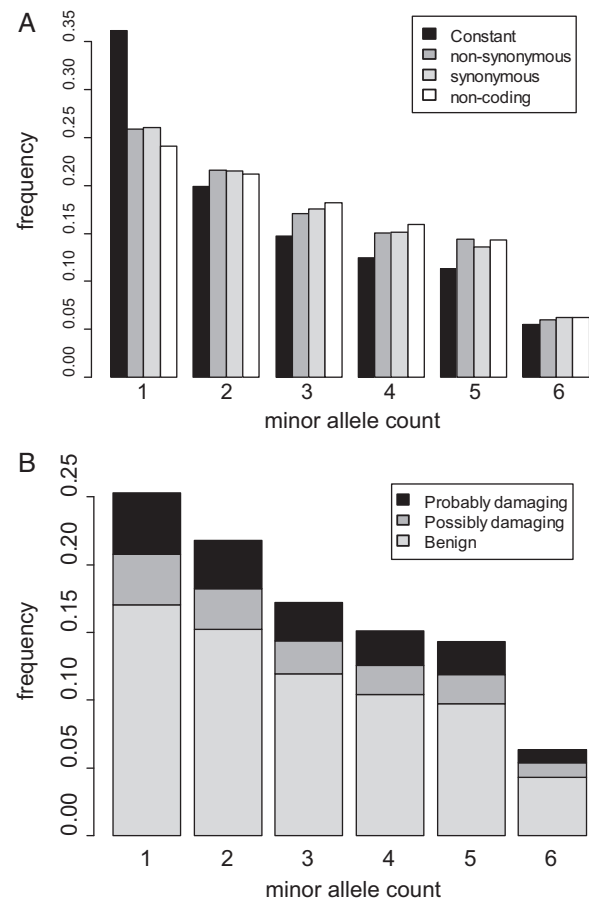 A
Constant
non-synonymous
synonymous
non-coding
frequency
0.35
0.30
0.25
0.20
0.15
0.10
0.05
0.00
1 2 3 4 5 6
minor allele count
B
Probably damaging
Possibly damaging
Benign
frequency
0.25
0.20
0.15
0.10
0.05
0.00
1 2 3 4 5 6
minor allele count